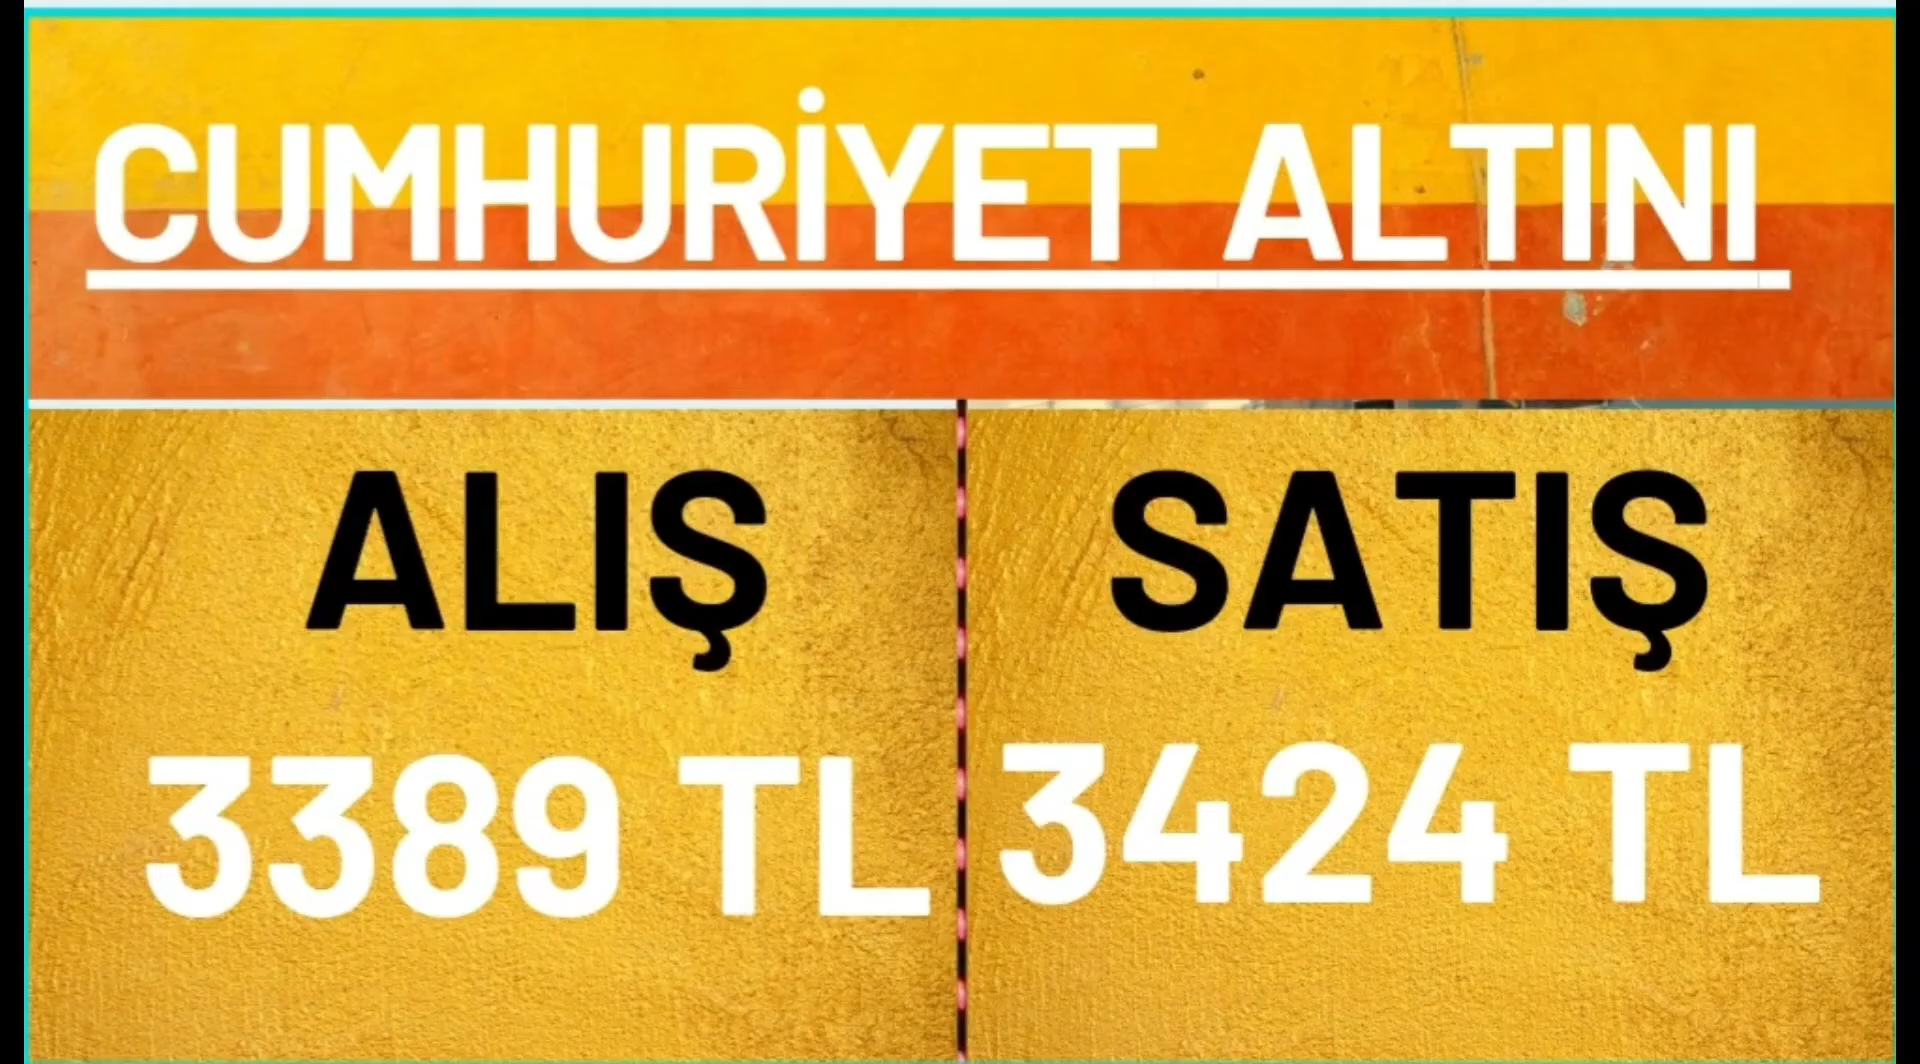 CUMHURİYET ALTINI
ALIŞ
3389 TL
SATIŞ
3424 TL